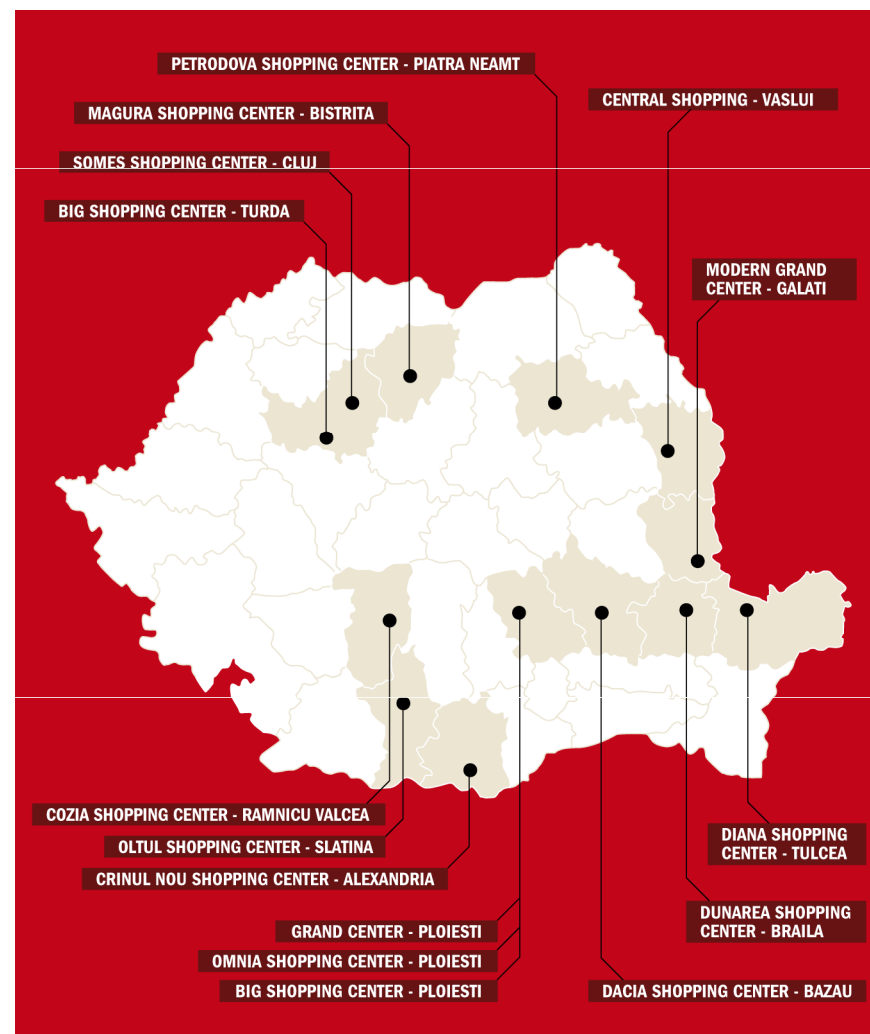 PETRODOVA SHOPPING CENTER - PIATRA NEAMT
CENTRAL SHOPPING - VASLUI
MAGURA SHOPPING CENTER - BISTRITA
SOMES SHOPPING CENTER - CLUJ
BIG SHOPPING CENTER - TURDA
MODERN GRAND
CENTER - GALATI
COZIA SHOPPING CENTER - RAMNICU VALCEA
OLTUL SHOPPING CENTER - SLATINA
CRINUL NOU SHOPPING CENTER - ALEXANDRIA
DIANA SHOPPING
CENTER - TULCEA
DUNAREA SHOPPING
CENTER - BRAILA
GRAND CENTER - PLOIESTI
OMNIA SHOPPING CENTER - PLOIESTI
BIG SHOPPING CENTER - PLOIESTI
DACIA SHOPPING CENTER - BAZAU